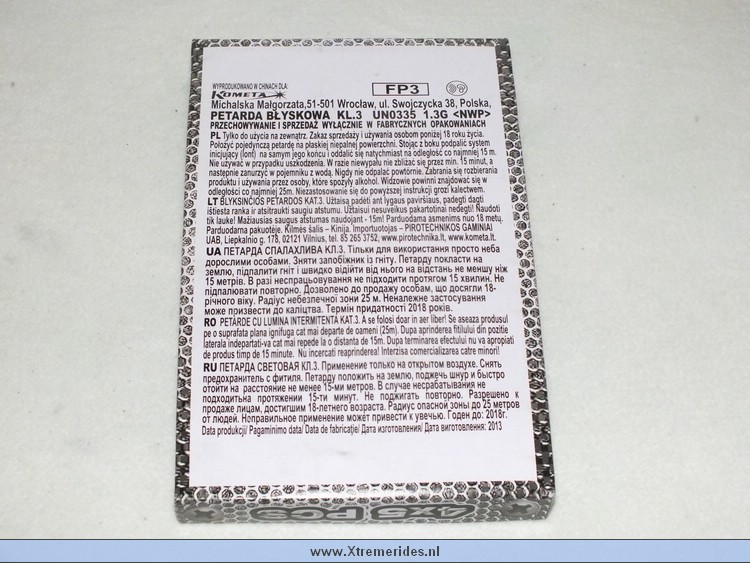 WYPRODUKOWANO W CHINACH DLA:
KOMETA
FP3
Michalska Małgorzata,51-501 Wrocław, ul. Swojczycka 38, Polska,
PETARDA BŁYSKOWA KL.3 UN0335 1.3G <NWP>
PRZECHOWYWANIE I SPRZEDAŻ WYŁĄCZNIE W FABRYCZNYCH OPAKOWANIACH
PL Tylko do użycia na zewnątrz. Zakaz sprzedaży i używania osobom poniżej 18 roku życia.
Położyć pojedynczą petardę na płaskiej niepalnej powierzchni. Stojąc z boku podpalić system
inicjujący (lont) na samym jego końcu i oddalić się natychmiast na odległość co najmniej 15 m.
Nie używać w przypadku uszkodzenia. W razie niewypału nie zbliżać się przez min. 15 minut, a
następnie zanurzyć w pojemniku z wodą. Nigdy nie odpalać powtórnie. Zabrania się rozbierania
produktu i używania przez osoby, które spożyły alkohol. Widzowie powinni znajdować się w
odległości co najmniej 25m. Niezastosowanie się do powyższej instrukcji grozi kalectwem.
LT BLYKSINČIOS PETARDOS KAT.3. Užtaisą padėti ant lygaus paviršiaus, padegti dagtį
ištiesta ranka ir atsitraukti saugiu atstumu. Užtaisui nesuveikus pakartotinai nedegti! Naudoti
tik lauke! Mažiausias saugus atstumas naudojant - 15m! Parduodama asmenims nuo 18 metų.
Parduodama pakuotėje. Kilmės šalis – Kinija. Importuotojas – PIROTECHNIKOS GAMINIAI
UAB, Liepkalnio g. 178, 02121 Vilnius, tel. 85 265 3752, www.pirotechnika.lt, www.kometa.lt.
UA ПЕТАРДА СПАЛАХЛИВА КЛ.3. Тільки для використання просто неба
дорослими особами. Зняти запобіжник із гніту. Петарду покласти на
землю, підпалити гніт і швидко відійти від нього на відстань не меншу ніж
15 метрів. В разі неспрацьовування не підходити протягом 15 хвилин. Не
підпалювати повторно. Дозволено до продажу особам, що досягли 18-
річного віку. Радіус небезпечної зони 25 м. Неналежне застосування
може призвести до каліцтва. Термін придатності 2018 років.
RO PETARDE CU LUMINA INTERMITENTA KAT.3. A se folosi doar in aer liber! Se aseaza produsul
pe o suprafata plana ignifuga cat mai departe de oameni (25m). Dupa aprinderea fitilului din pozitie
laterala indepartati-va cat mai repede la o distanta de 15m. Dupa terminarea efectului nu va apropiati
de produs timp de 15 minute. Nu incercati reaprinderea! Interzisa comercializarea catre minori!
RU ПЕТАРДА СВЕТОВАЯ КЛ.3. Применение только на открытом воздухе. Снять
предохранитель с фитиля. Петарду положить на землю, поджечь шнур и быстро
отойти на расстояние не менее 15-ми метров. В случае несрабатывания не
подходитьна протяжении 15-ти минут. Не поджигать повторно. Разрешено к
продаже лицам, достигшим 18-летнего возраста. Радиус опасной зоны до 25 метров
от людей. Но
правильное применение может привести к увечью. Годен до: 2018г.
Data produkcji/ Pagaminimo data/ Data de fabricație/ Дата изготовления/ Дата виготовлення: 2013
4x5 PCS
www.Xtremerides.nl